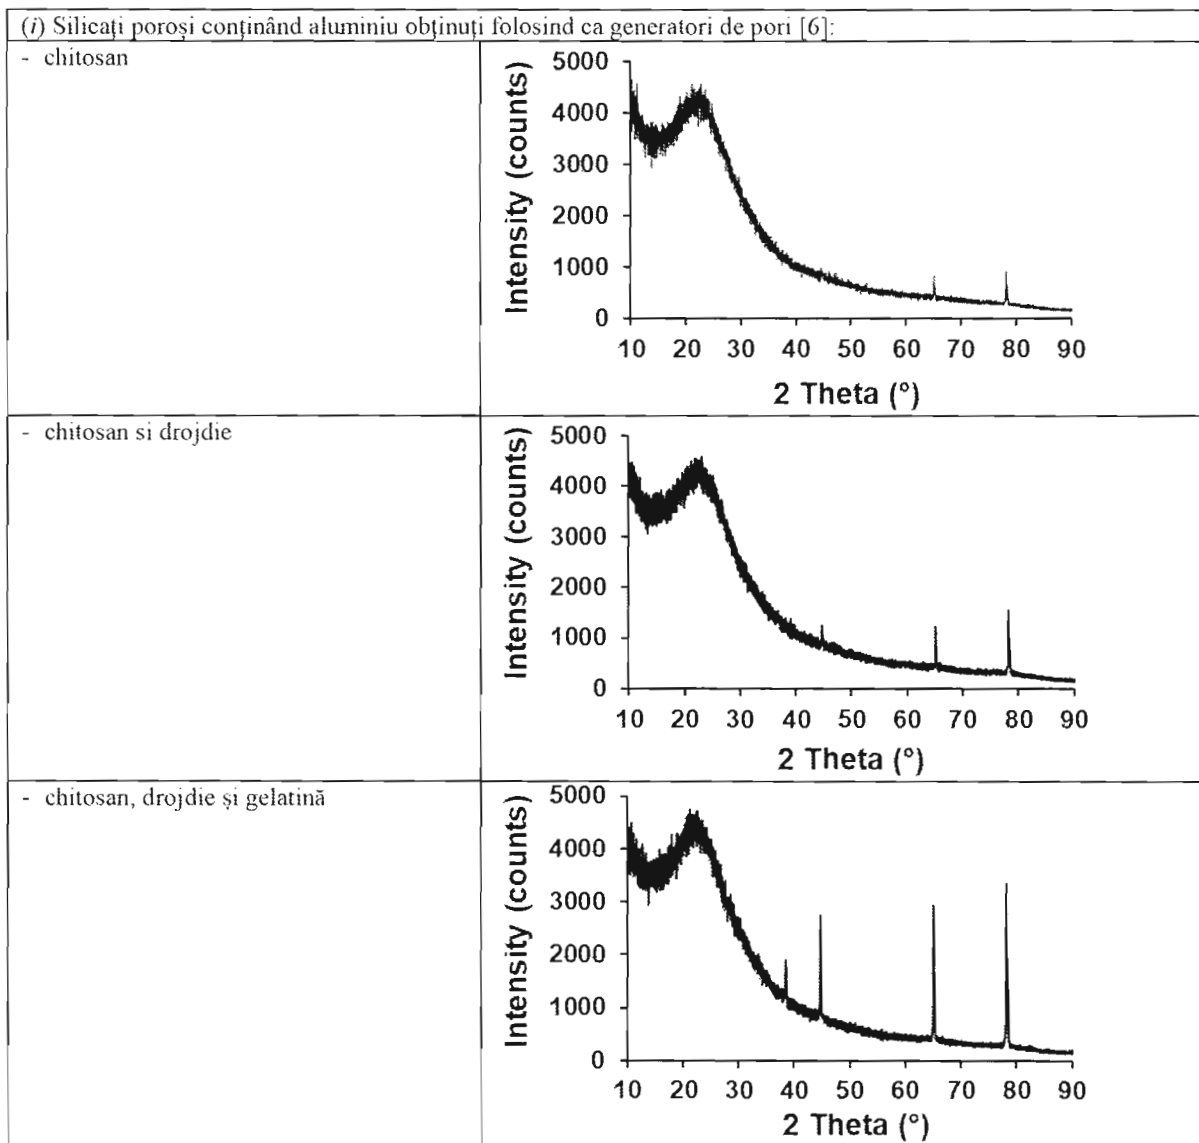 (i) Silicați poroși conținând aluminiu obținuți folosind ca generatori de pori [6]:
- chitosan
Intensity (counts)
5000
4000
3000
2000
1000
0
10 20 30 40 50 60 70 80 90
2 Theta (°)
- chitosan si drojdie
Intensity (counts)
5000
4000
3000
2000
1000
0
10 20 30 40 50 60 70 80 90
2 Theta (°)
- chitosan, drojdie și gelatină
Intensity (counts)
5000
4000
3000
2000
1000
0
10 20 30 40 50 60 70 80 90
2 Theta (°)